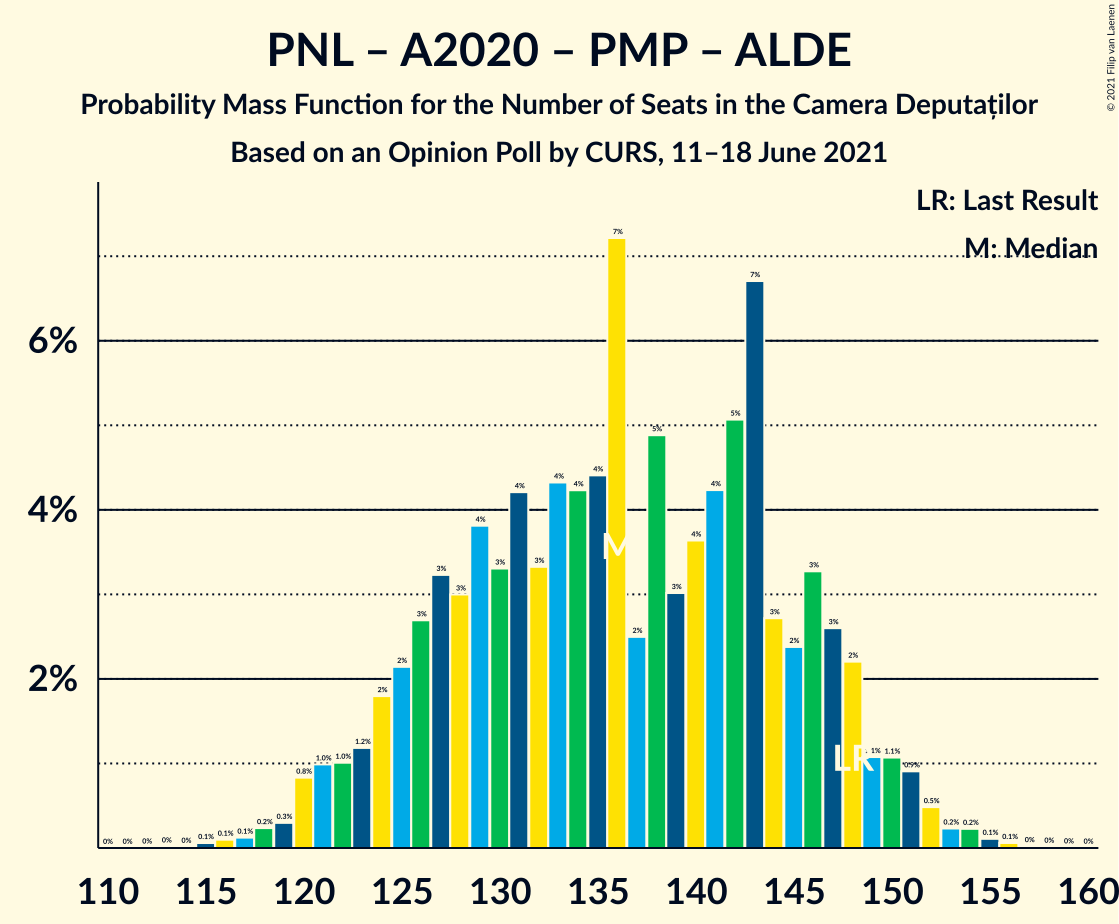 PNL – A2020 – PMP – ALDE
Probability Mass Function for the Number of Seats in the Camera Deputaților
Based on an Opinion Poll by CURS, 11–18 June 2021
© 2021 Filip van Laenen
LR: Last Result
M: Median
6%
4%
2%
0% 0% 0% 0% 0% 0.1% 0.1% 0.1% 0.2% 0.3% 0.8% 1.0% 1.0% 1.2% 2% 2% 3% 3% 3% 4% 3% 4% 3% 4% 4% 4% 7% 2% 5% 3% 4% 4% 5% 7% 3% 2% 3% 3% 2% 1.1% 0.9% 0.5% 0.2% 0.2% 0.1% 0.1% 0% 0% 0% 0%
M
LR
110 115 120 125 130 135 140 145 150 155 160